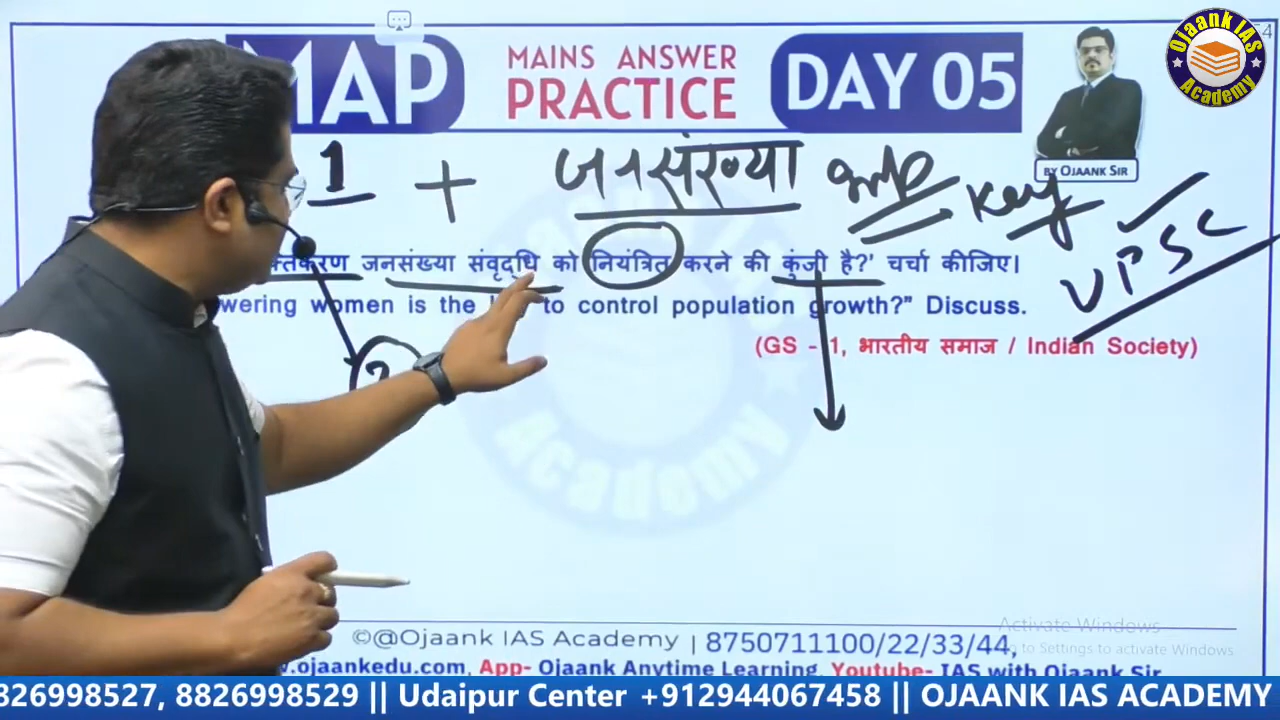 MAP MAINS ANSWER PRACTICE DAY 05
Ojaank IAS Academy
BY OJAANK SIR
1 + जनसंख्या Key UPSC
जनसंख्या संवृद्धि को नियंत्रित करने की कुंजी है?' चर्चा कीजिए।
women is the to control population growth?” Discuss.
(GS - 1, भारतीय समाज / Indian Society)
Academy
Activate Windows
to Settings to activate Windows
©@Ojaank IAS Academy | 8750711100/22/33/44,
.ojaankedu.com, App- Ojaank Anytime Learning, Youtube- IAS with Ojaank Sir
826998527, 8826998529 || Udaipur Center +912944067458 || OJAANK IAS ACADEMY